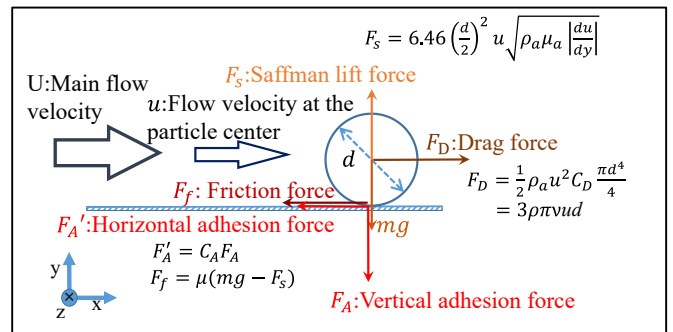 F_s = 6.46 (d/2)^2 u √(ρ_a μ_a |du/dy|)
U:Main flow
velocity
F_s:Saffman lift force
u:Flow velocity at the
particle center
d
F_D:Drag force
F_D = 1/2 ρ_a u^2 C_D πd^4/4
= 3ρπνud
F_f: Friction force
F_A':Horizontal adhesion force
mg
F_A' = C_A F_A
F_f = μ(mg − F_s)
y
z
x
F_A:Vertical adhesion force